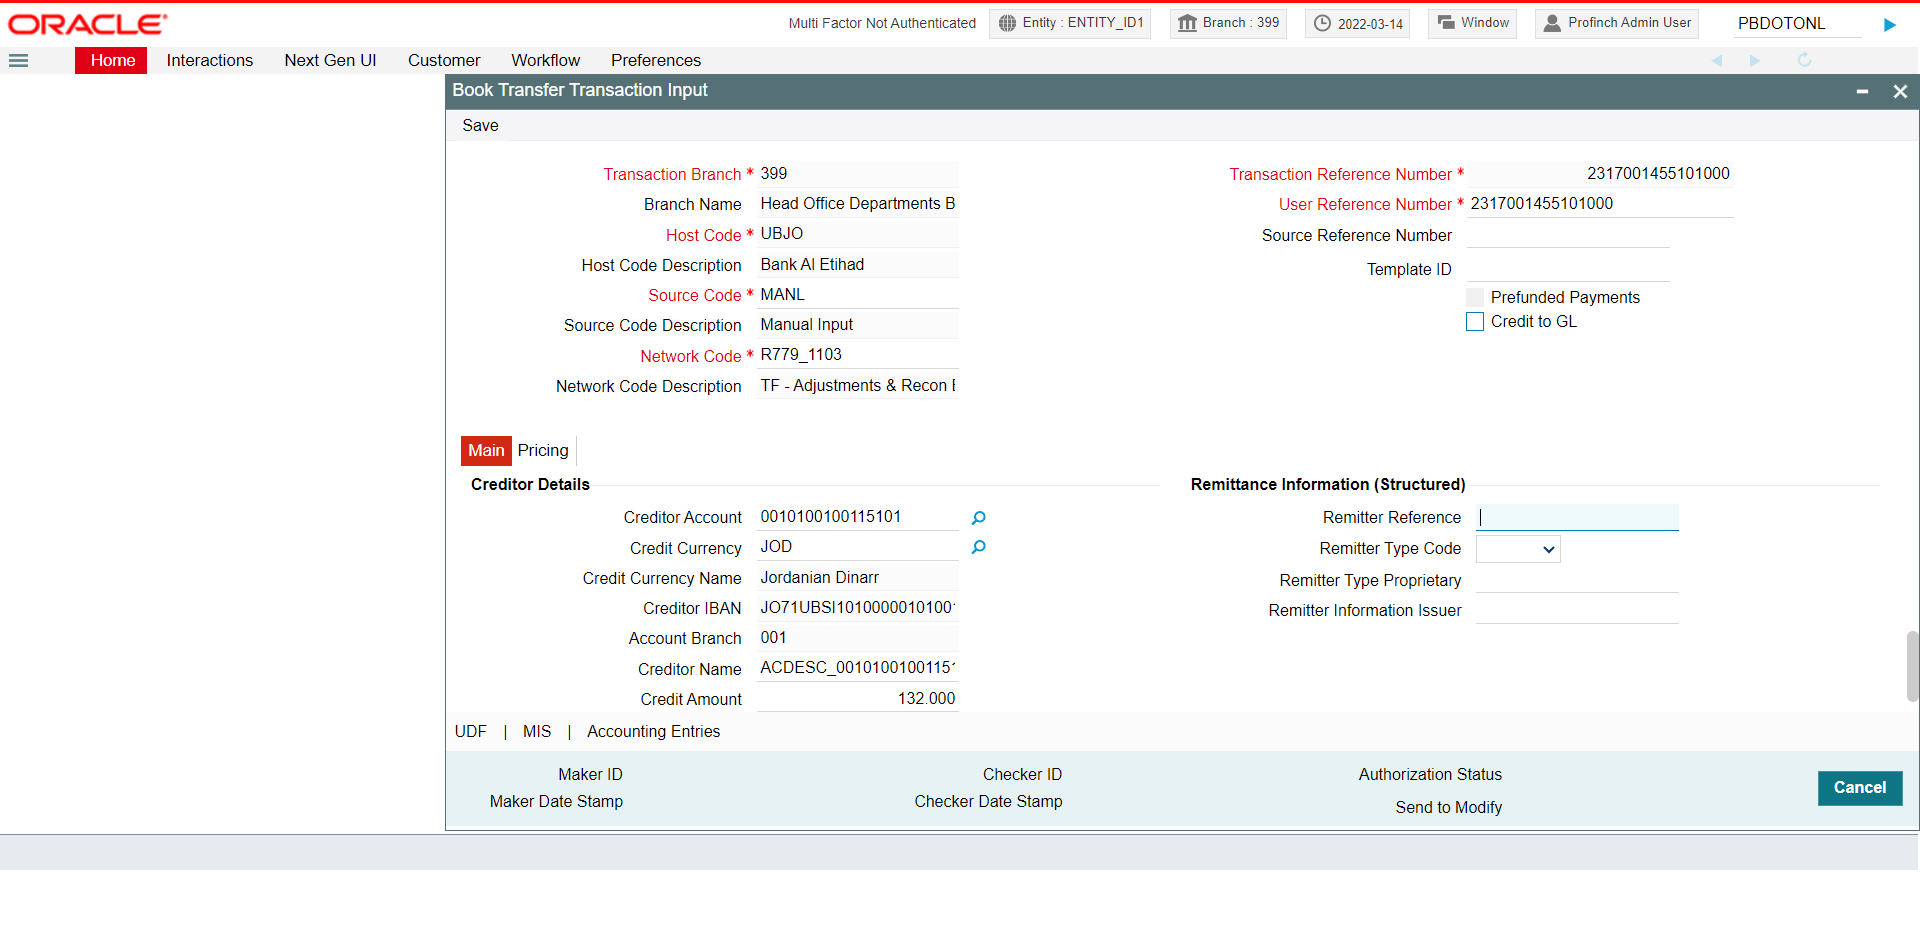 ORACLE
Multi Factor Not Authenticated Entity : ENTITY_ID1 Branch : 399 2022-03-14 Window Profinch Admin User PBDOTONL
Home Interactions Next Gen UI Customer Workflow Preferences
Book Transfer Transaction Input
Save
Transaction Branch * 399
Branch Name Head Office Departments B
Host Code * UBJO
Host Code Description Bank Al Etihad
Source Code * MANL
Source Code Description Manual Input
Network Code * R779_1103
Network Code Description TF - Adjustments & Recon
Transaction Reference Number * 2317001455101000
User Reference Number * 2317001455101000
Source Reference Number
Template ID
Prefunded Payments
Credit to GL
Main Pricing
Creditor Details
Creditor Account 0010100100115101
Credit Currency JOD
Credit Currency Name Jordanian Dinarr
Creditor IBAN JO71UBSI1010000010100
Account Branch 001
Creditor Name ACDESC_0010100100115
Credit Amount 132.000
Remittance Information (Structured)
Remitter Reference
Remitter Type Code
Remitter Type Proprietary
Remitter Information Issuer
UDF | MIS | Accounting Entries
Maker ID Checker ID Authorization Status
Maker Date Stamp Checker Date Stamp Send to Modify
Cancel